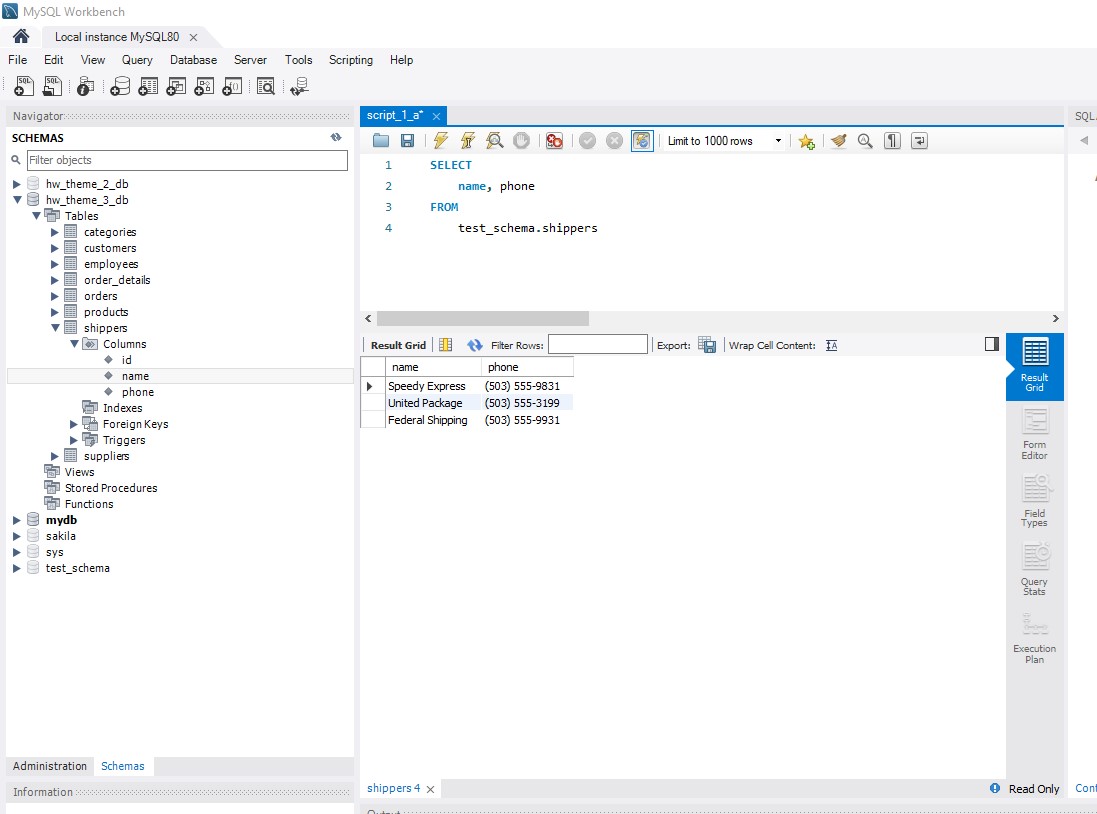 MySQL Workbench
Local instance MySQL80
File Edit View Query Database Server Tools Scripting Help
Navigator
SCHEMAS
Filter objects
hw_theme_2_db
hw_theme_3_db
Tables
categories
customers
employees
order_details
orders
products
shippers
Columns
id
name
phone
Indexes
Foreign Keys
Triggers
suppliers
Views
Stored Procedures
Functions
mydb
sakila
sys
test_schema
Administration Schemas
Information
script_1_a*
Limit to 1000 rows
1 SELECT
2 name, phone
3 FROM
4 test_schema.shippers
Result Grid Filter Rows: Export: Wrap Cell Content:
name phone
Speedy Express (503) 555-9831
United Package (503) 555-3199
Federal Shipping (503) 555-9931
Result
Grid
Form
Editor
Field
Types
Query
Stats
Execution
Plan
shippers 4
Read Only
Output
SQL
Cont